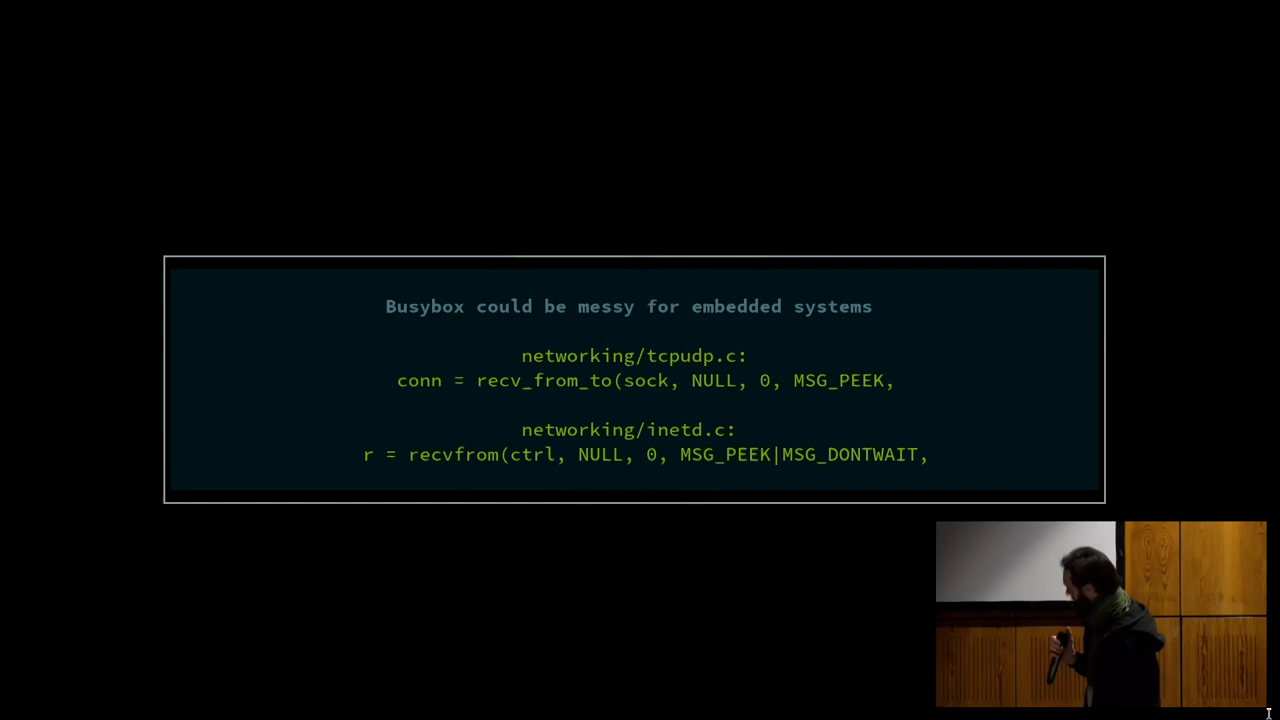 Busybox could be messy for embedded systems
networking/tcpudp.c:
conn = recv_from_to(sock, NULL, 0, MSG_PEEK,
networking/inetd.c:
r = recvfrom(ctrl, NULL, 0, MSG_PEEK|MSG_DONTWAIT,